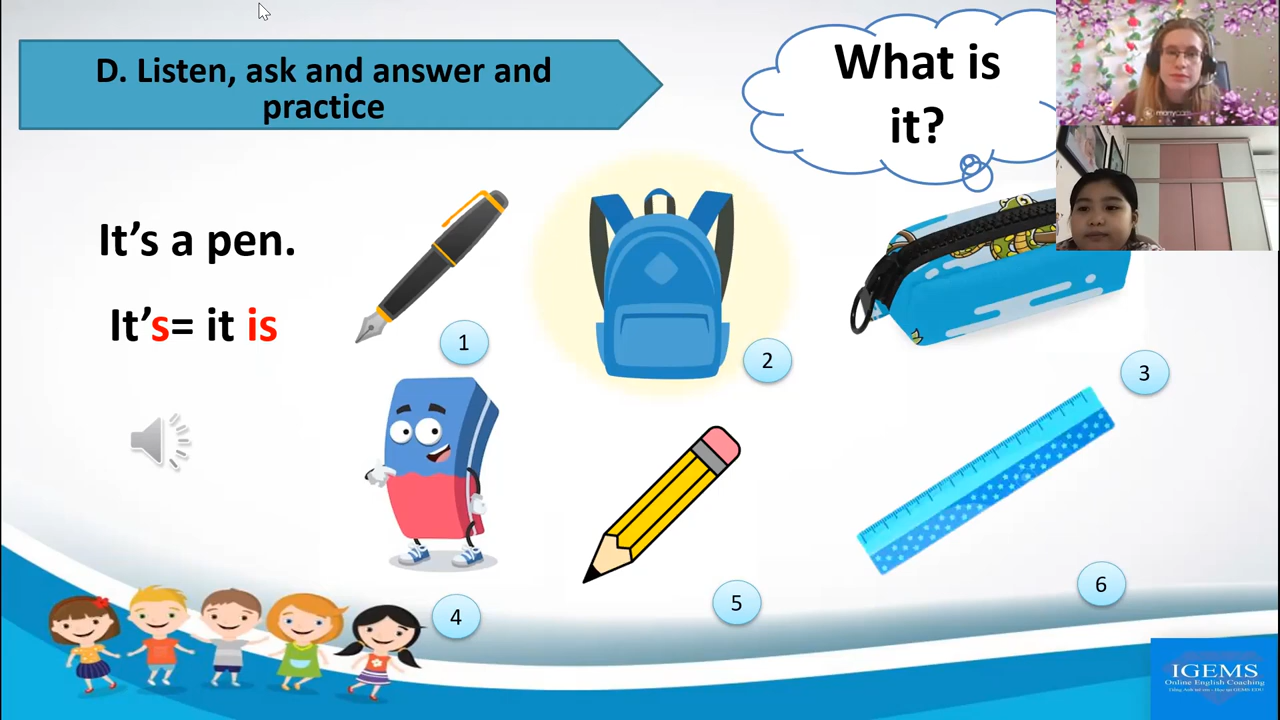 D. Listen, ask and answer and
practice
What is
it?
It's a pen.
It's= it is
1
2
3
4
5
6
IGEMS
Online English Coaching